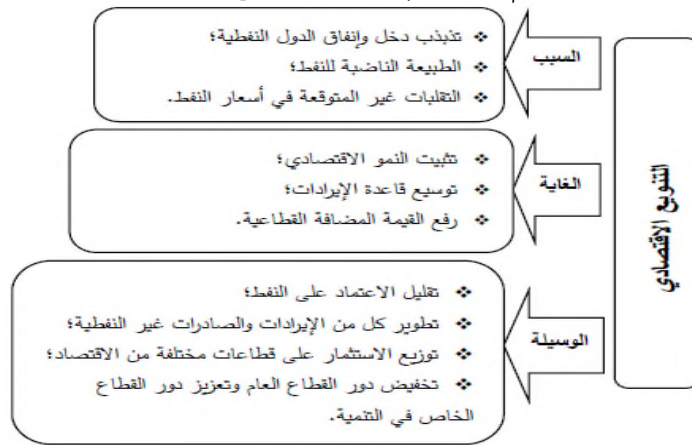 التنويع الاقتصادي
السبب
❖ تذبذب دخل وإنفاق الدول النفطية؛
❖ الطبيعة الناضبة للنفط؛
❖ التقلبات غير المتوقعة في أسعار النفط.
الغاية
❖ تثبيت النمو الاقتصادي؛
❖ توسيع قاعدة الإيرادات؛
❖ رفع القيمة المضافة القطاعية.
الوسيلة
❖ تقليل الاعتماد على النفط؛
❖ تطوير كل من الإيرادات والصادرات غير النفطية؛
❖ توزيع الاستثمار على قطاعات مختلفة من الاقتصاد؛
❖ تخفيض دور القطاع العام وتعزيز دور القطاع
الخاص في التنمية.